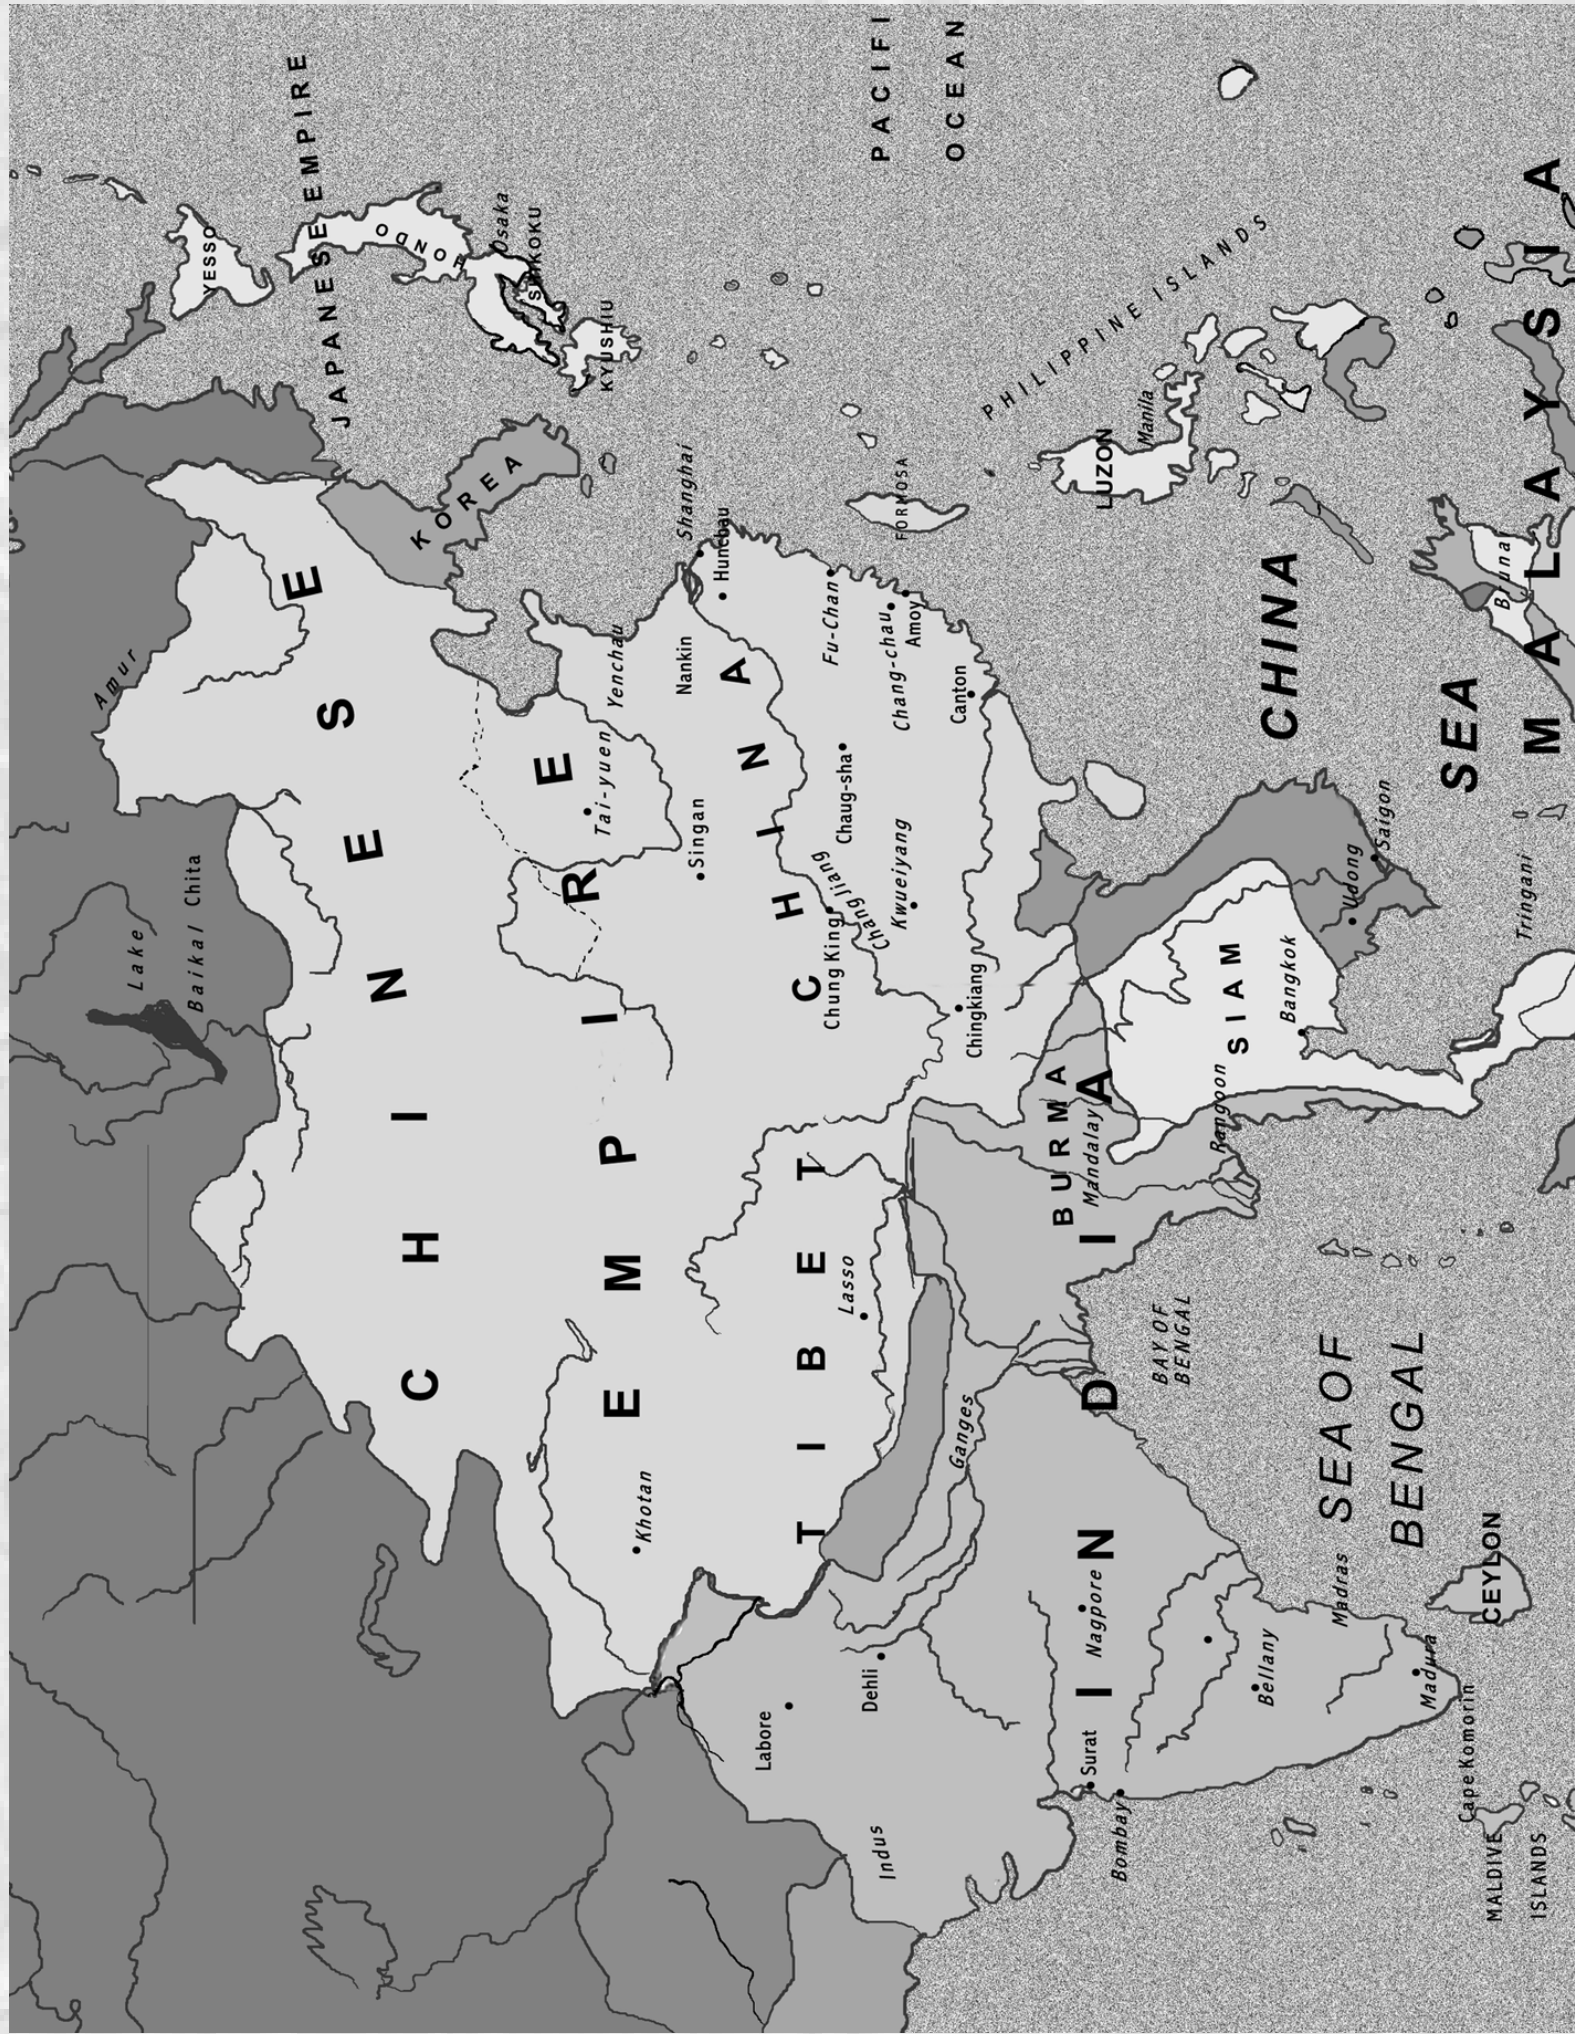 Amur
Lake
Baikal
Chita
CHINESE
EMPIRE
JAPANESE EMPIRE
YESSO
HONDO
Osaka
SHIKOKU
KYUSHIU
KOREA
Khotan
TIBET
Lasso
CHINA
Tai-yuen
Yenchau
Singan
Nankin
Shanghai
Hunchau
Chung King
Chang Jiang
Chaug-sha
Fu-Chan
Kwueiyang
Chang-chau
Amoy
FORMOSA
Chingkiang
Canton
PACIFI
OCEAN
Labore
Dehli
Indus
Ganges
INDIA
Surat
Nagpore
Bombay
BURMA
Mandalay
Rangoon
SIAM
Bangkok
Udong
Saigon
BAY OF
BENGAL
SEA OF
BENGAL
Bellany
Madras
Madura
Cape Komorin
CEYLON
MALDIVE
ISLANDS
PHILIPPINE ISLANDS
LUZON
Manila
CHINA
SEA
Tringani
Brunai
MALAYSIA